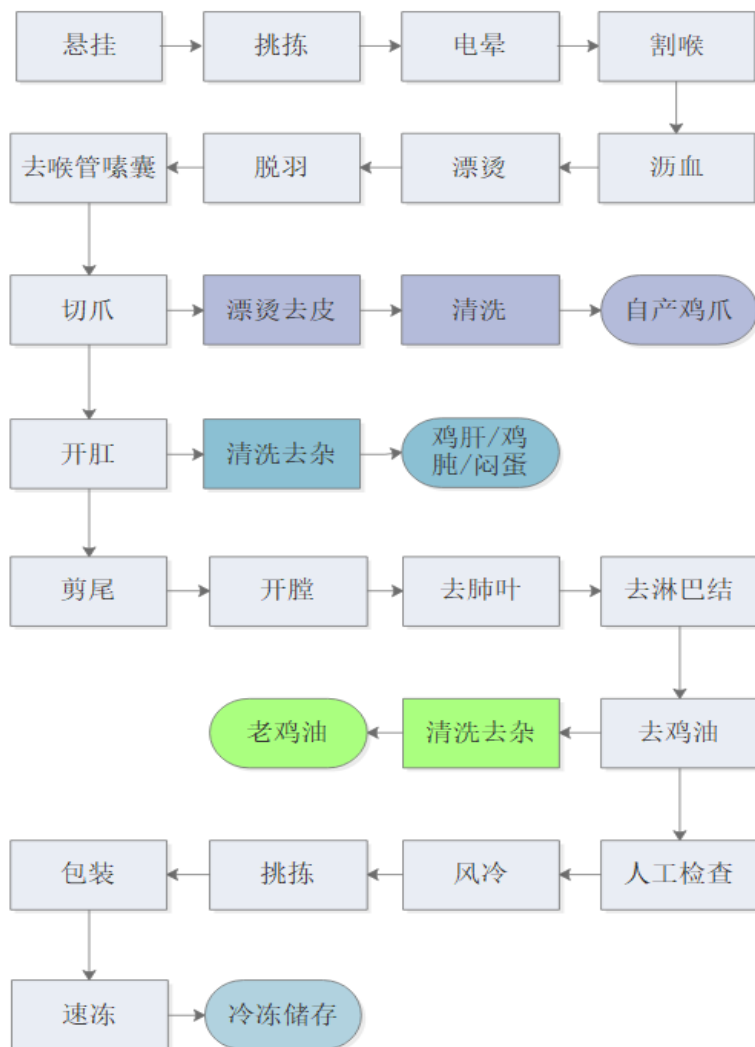 悬挂
挑拣
电晕
割喉
沥血
漂烫
脱羽
去喉管嗉囊
切爪
漂烫去皮
清洗
自产鸡爪
开肛
清洗去杂
鸡肝/鸡
肫/闷蛋
剪尾
开膛
去肺叶
去淋巴结
去鸡油
清洗去杂
老鸡油
人工检查
风冷
挑拣
包装
速冻
冷冻储存